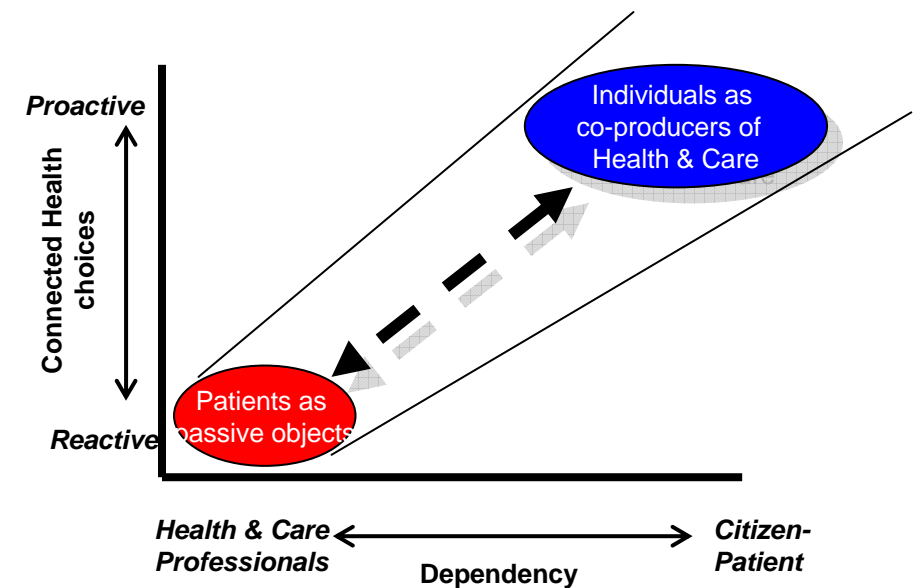 Proactive
Individuals as
co-producers of
Health & Care
Connected Health
choices
Patients as
passive objects
Reactive
Health & Care
Professionals
Citizen-
Patient
Dependency